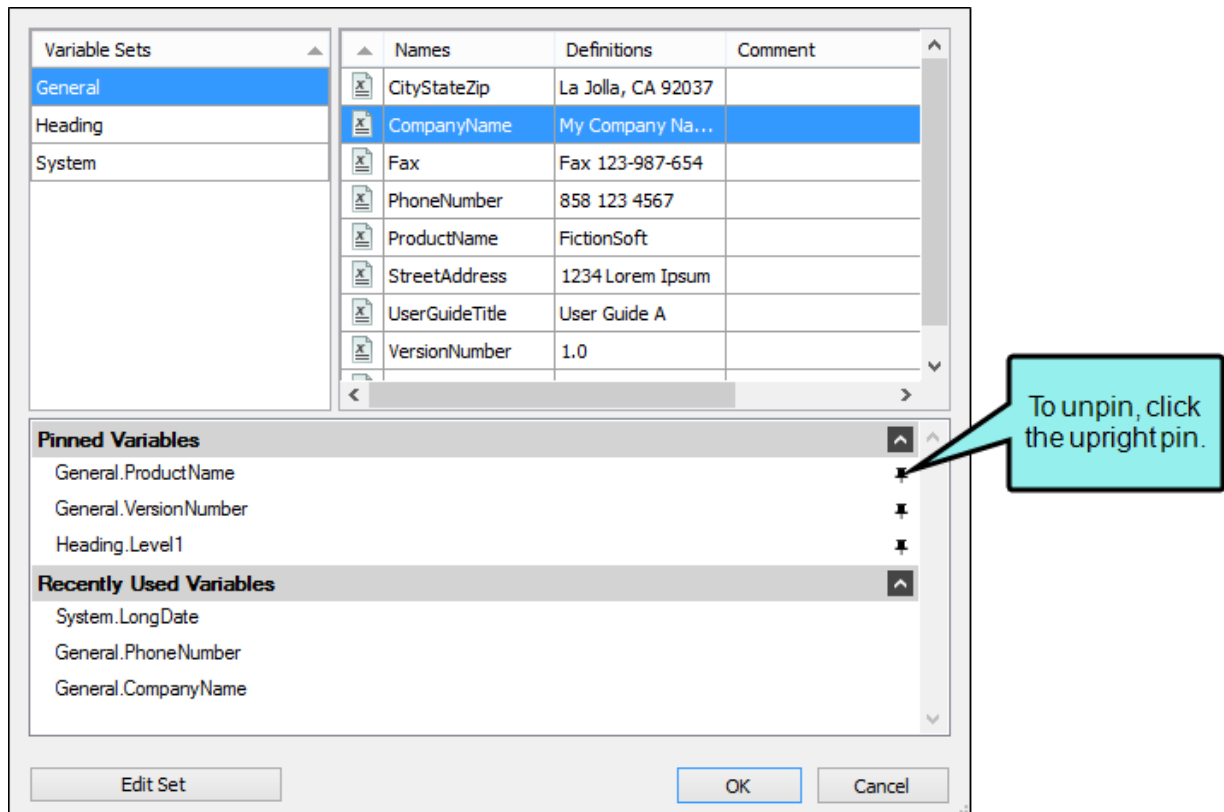 Variable Sets
General
Heading
System
Names Definitions Comment
CityStateZip La Jolla, CA 92037
CompanyName My Company Na...
Fax Fax 123-987-654
PhoneNumber 858 123 4567
ProductName FictionSoft
StreetAddress 1234 Lorem Ipsum
UserGuideTitle User Guide A
VersionNumber 1.0
Pinned Variables
General.ProductName
General.VersionNumber
Heading.Level1
Recently Used Variables
System.LongDate
General.PhoneNumber
General.CompanyName
To unpin, click
the upright pin.
Edit Set OK Cancel